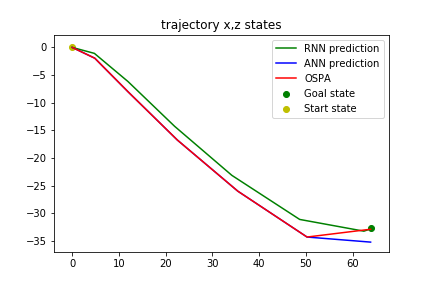 trajectory x,z states
RNN prediction
ANN prediction
OSPA
Goal state
Start state
0
−5
−10
−15
−20
−25
−30
−35
0 10 20 30 40 50 60